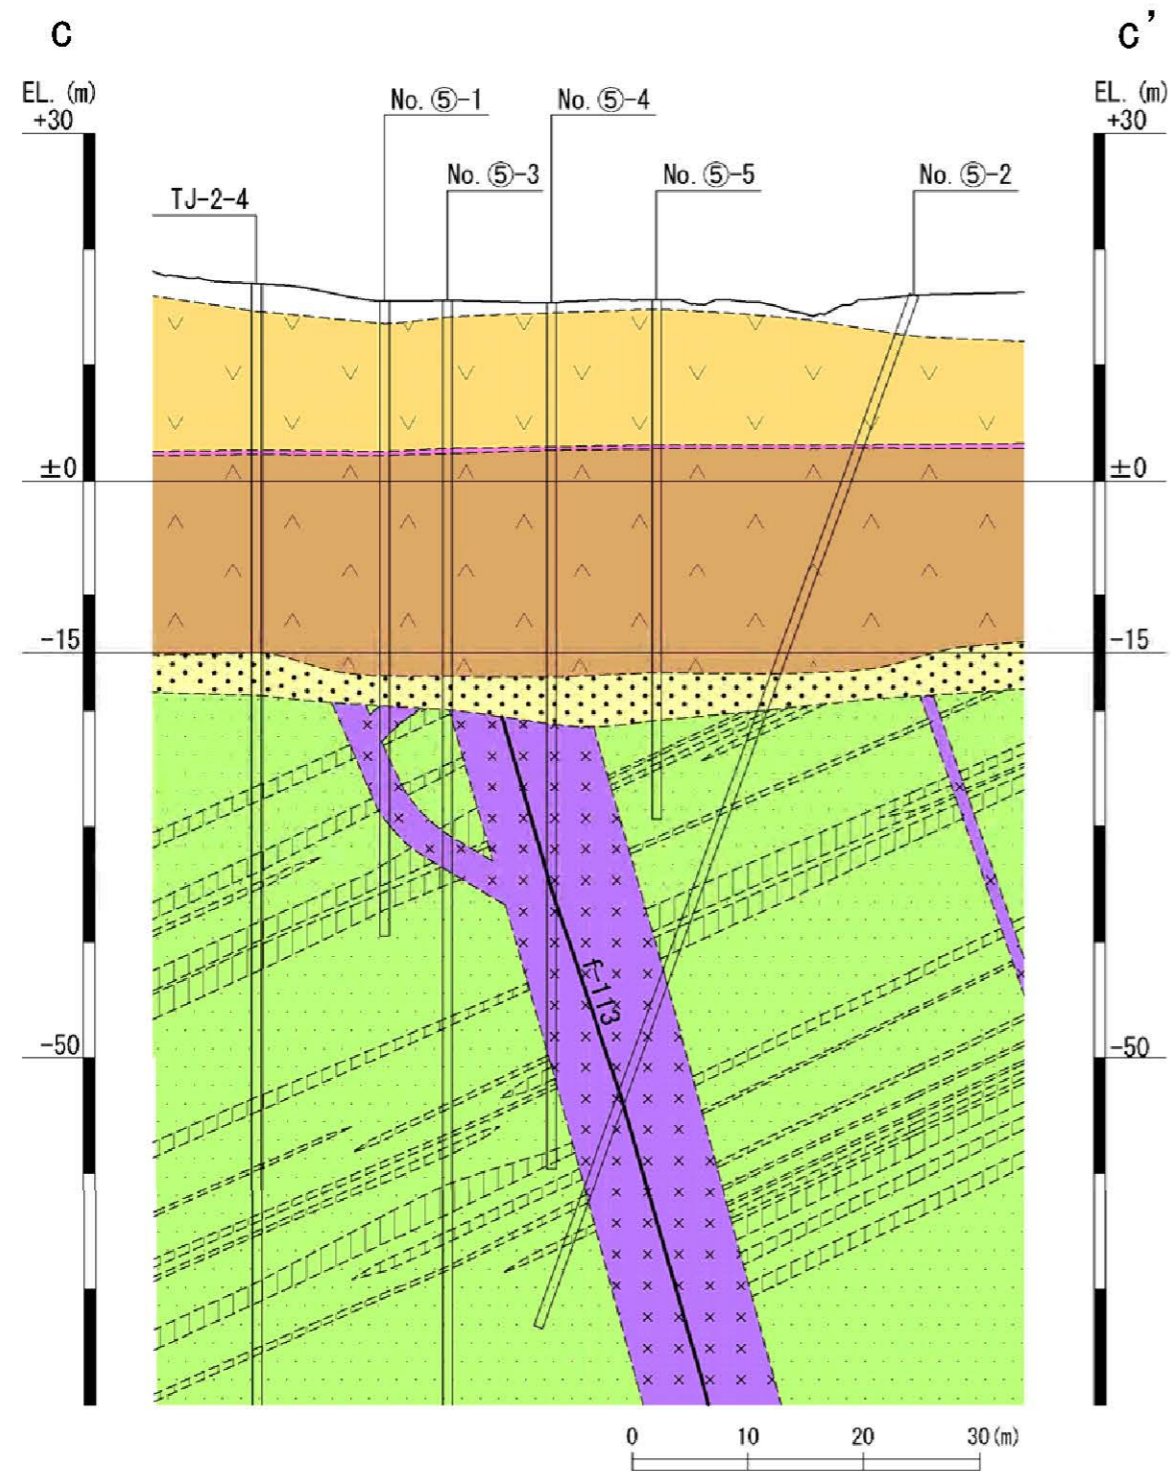 C
C'
EL. (m)
EL. (m)
+30
+30
No. ⑤-1
No. ⑤-4
No. ⑤-3
No. ⑤-5
No. ⑤-2
TJ-2-4
±0
±0
-15
-15
f-113
-50
-50
0 10 20 30 (m)